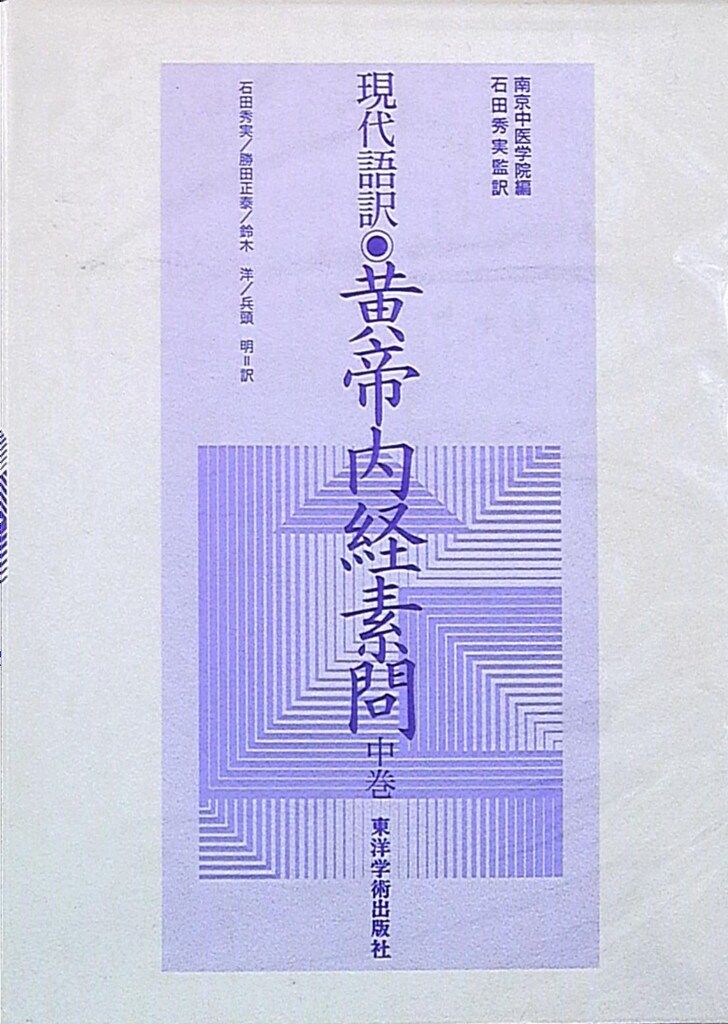 南京中医学院編
石田秀実監訳
現代語訳◉黄帝内経素問 中巻 東洋学術出版社
石田秀実/勝田正泰/鈴木 洋/兵頭 明=訳